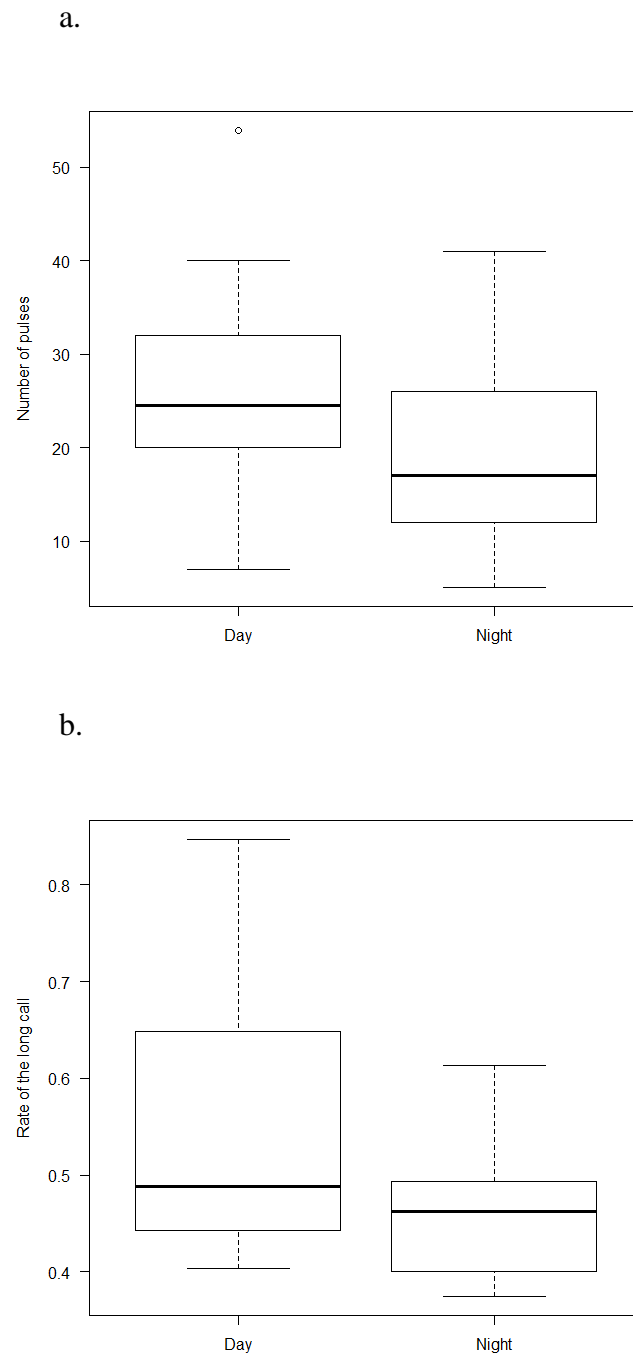 a.
50
40
30
20
10
Number of pulses
Day Night
b.
0.8
0.7
0.6
0.5
0.4
Rate of the long call
Day Night